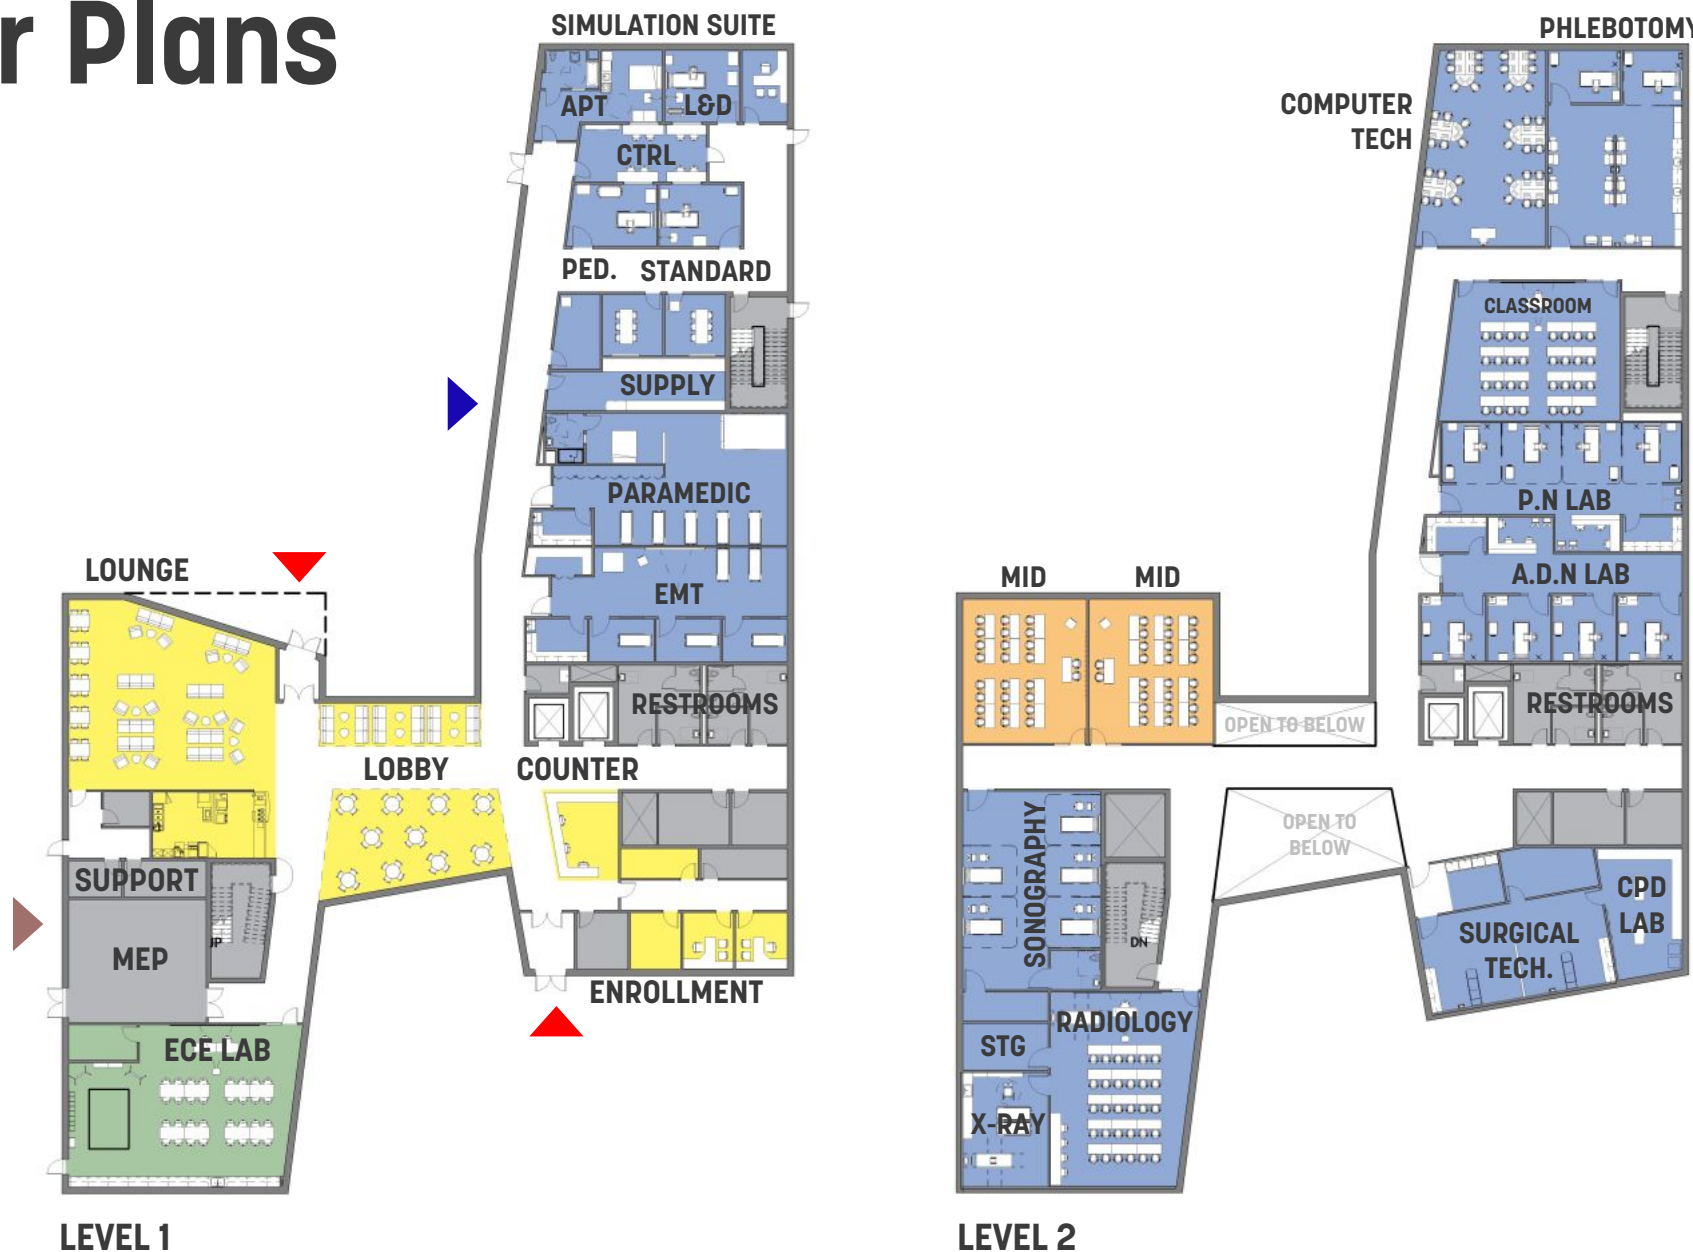 r Plans
SIMULATION SUITE
APT
L&D
CTRL
PED.
STANDARD
SUPPLY
PARAMEDIC
EMT
RESTROOMS
LOUNGE
LOBBY
COUNTER
SUPPORT
UP
MEP
ENROLLMENT
ECE LAB
LEVEL 1
PHLEBOTOMY
COMPUTER
TECH
CLASSROOM
P.N LAB
A.D.N LAB
MID
MID
RESTROOMS
OPEN TO BELOW
OPEN TO
BELOW
SONOGRAPHY
DN
CPD
LAB
SURGICAL
TECH.
RADIOLOGY
STG
X-RAY
LEVEL 2